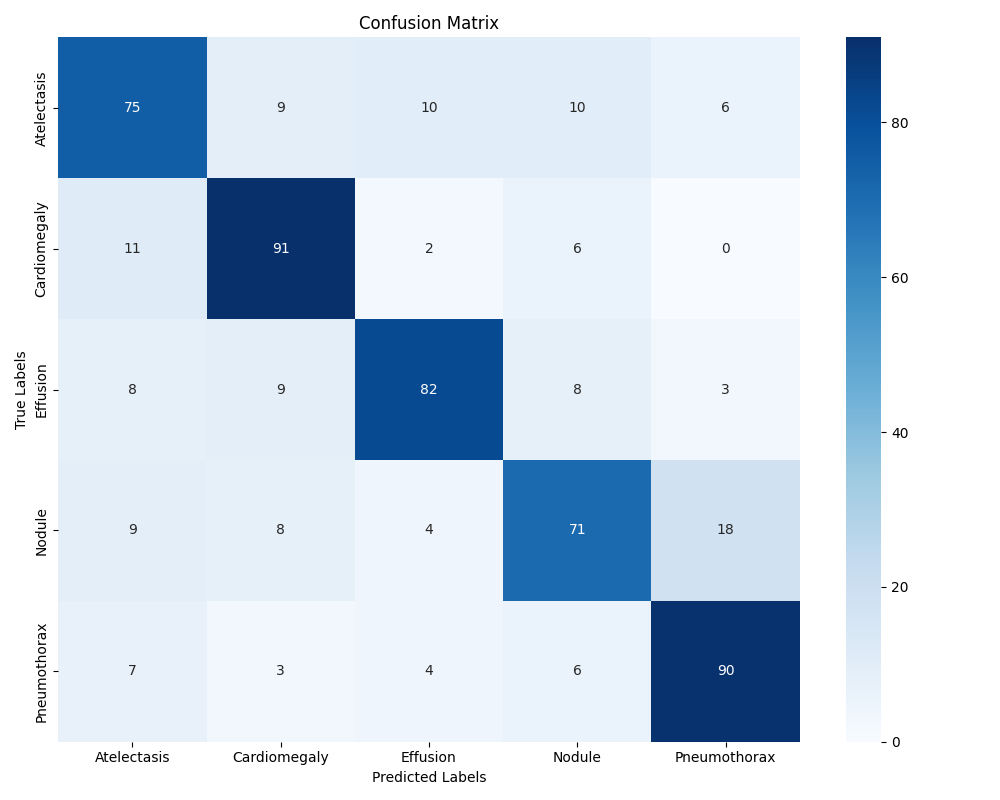 Confusion Matrix
True Labels
Atelectasis 75 9 10 10 6
Cardiomegaly 11 91 2 6 0
Effusion 8 9 82 8 3
Nodule 9 8 4 71 18
Pneumothorax 7 3 4 6 90
Atelectasis Cardiomegaly Effusion Nodule Pneumothorax
Predicted Labels
80
60
40
20
0